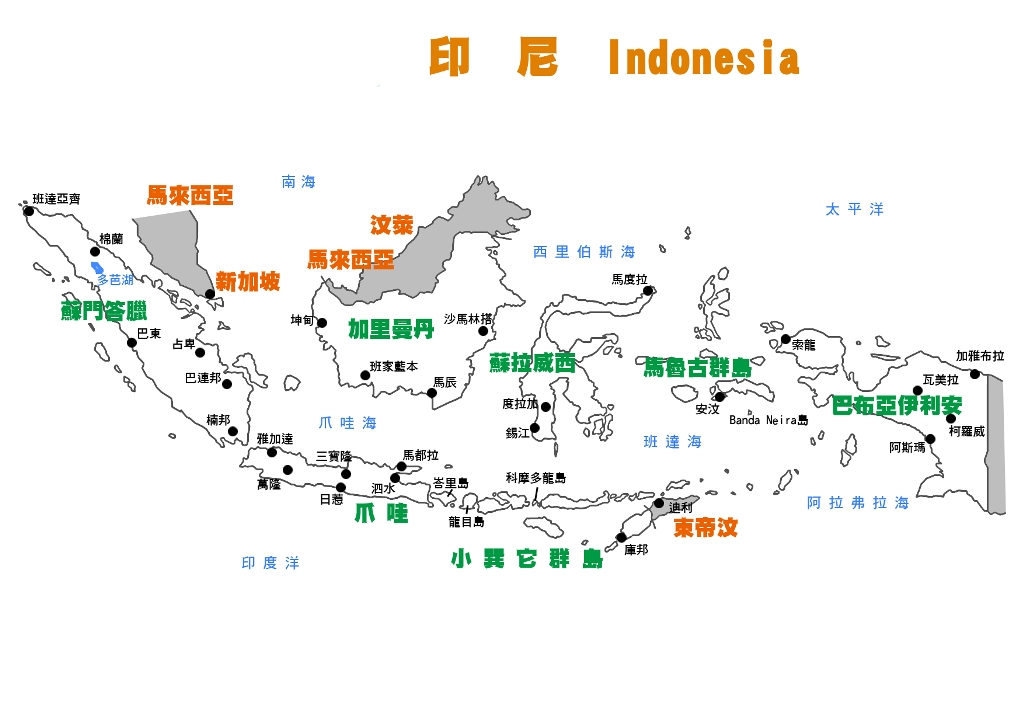 印 尼 Indonesia
南 海
馬來西亞
班達亞齊
太 平 洋
汶萊
棉蘭
西 里 伯 斯 海
馬來西亞
多芭湖
新加坡
馬度拉
蘇門答臘
坤甸
加里曼丹
沙馬林搭
巴東
占卑
索龍
加雅布拉
蘇拉威西
馬魯古群島
班家藍本
巴連邦
馬辰
瓦美拉
度拉加
安汶
巴布亞伊利安
Banda Neira島
楠邦
爪 哇 海
錫江
柯羅威
雅加達
班 達 海
阿斯瑪
三寶隆
馬都拉
萬隆
泗水
峇里島
科摩多龍島
日惹
爪 哇
龍目島
迪利
阿 拉 弗 拉 海
東帝汶
庫邦
印 度 洋
小 巽 它 群 島